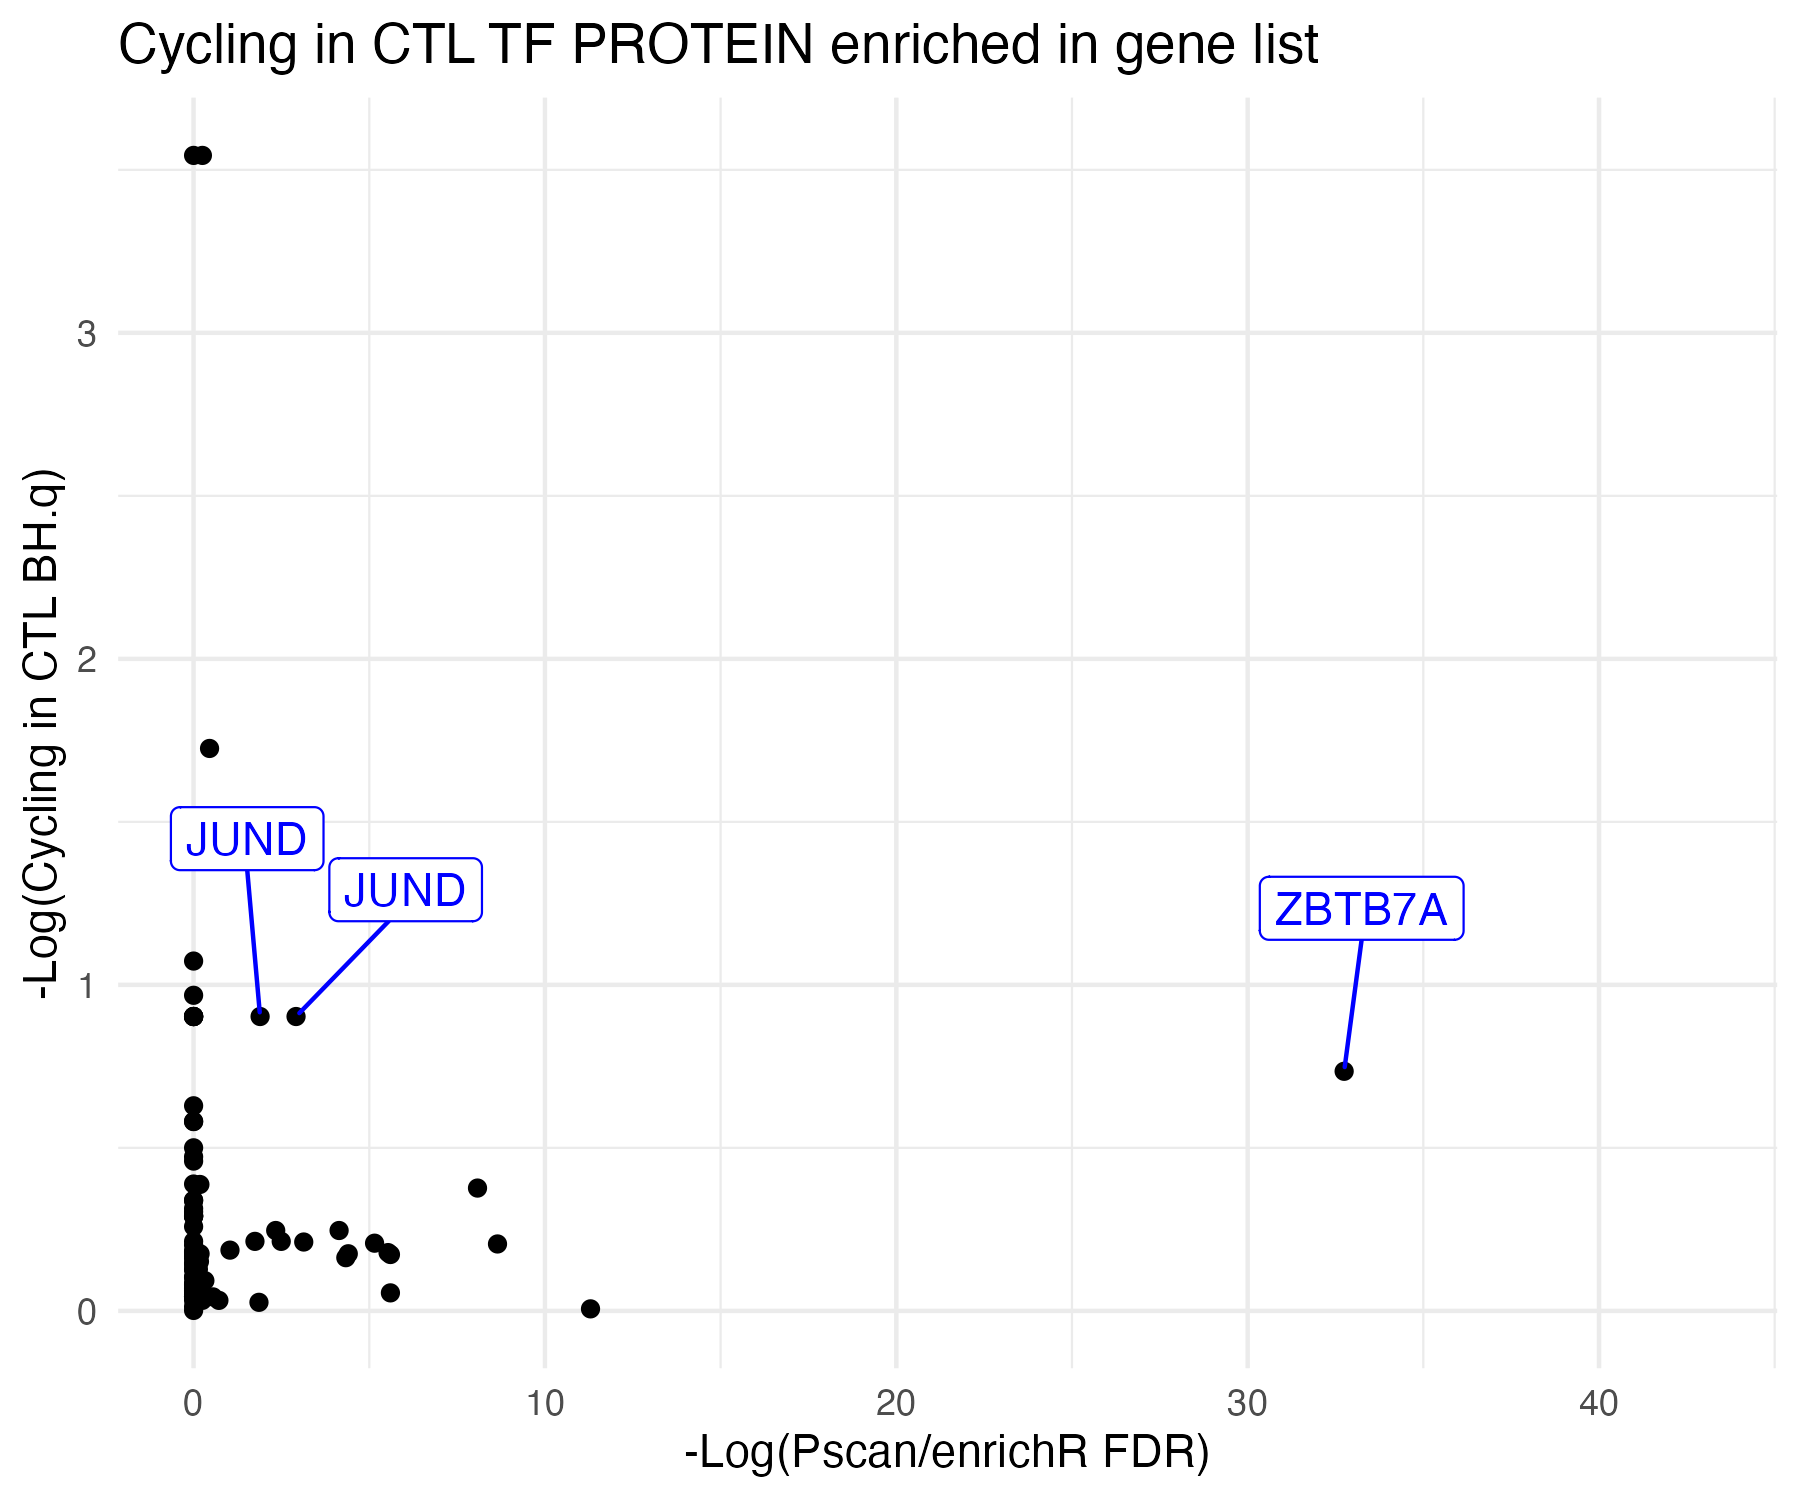 Cycling in CTL TF PROTEIN enriched in gene list
-Log(Cycling in CTL BH.q)
3
2
1
0
JUND
JUND
ZBTB7A
0
10
20
30
40
-Log(Pscan/enrichR FDR)